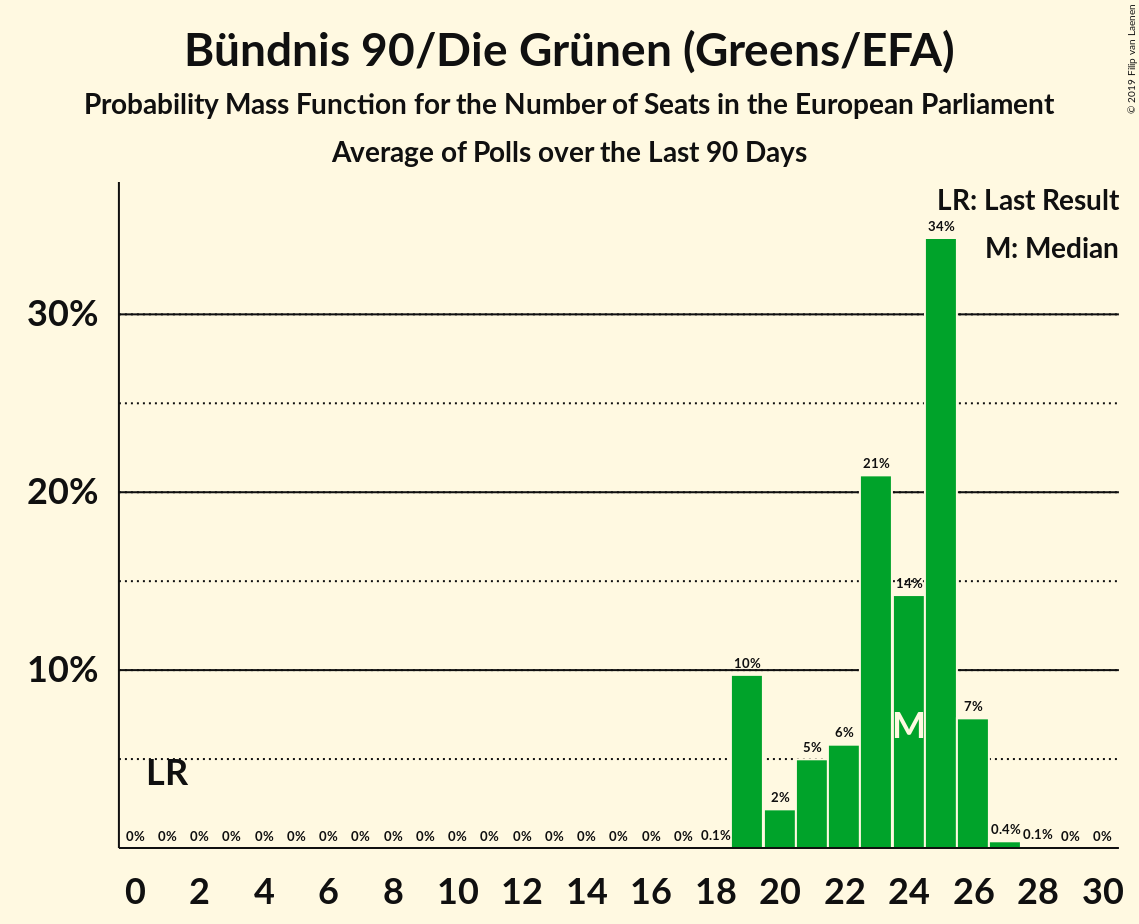 Bündnis 90/Die Grünen (Greens/EFA)
Probability Mass Function for the Number of Seats in the European Parliament
Average of Polls over the Last 90 Days
© 2019 Filip van Laenen
LR: Last Result
M: Median
34%
30%
21%
20%
14%
10%
10%
7%
6%
5%
2%
M
LR
0% 0% 0% 0% 0% 0% 0% 0% 0% 0% 0% 0% 0% 0% 0% 0% 0% 0% 0.1% 0.4% 0.1% 0% 0%
0 2 4 6 8 10 12 14 16 18 20 22 24 26 28 30